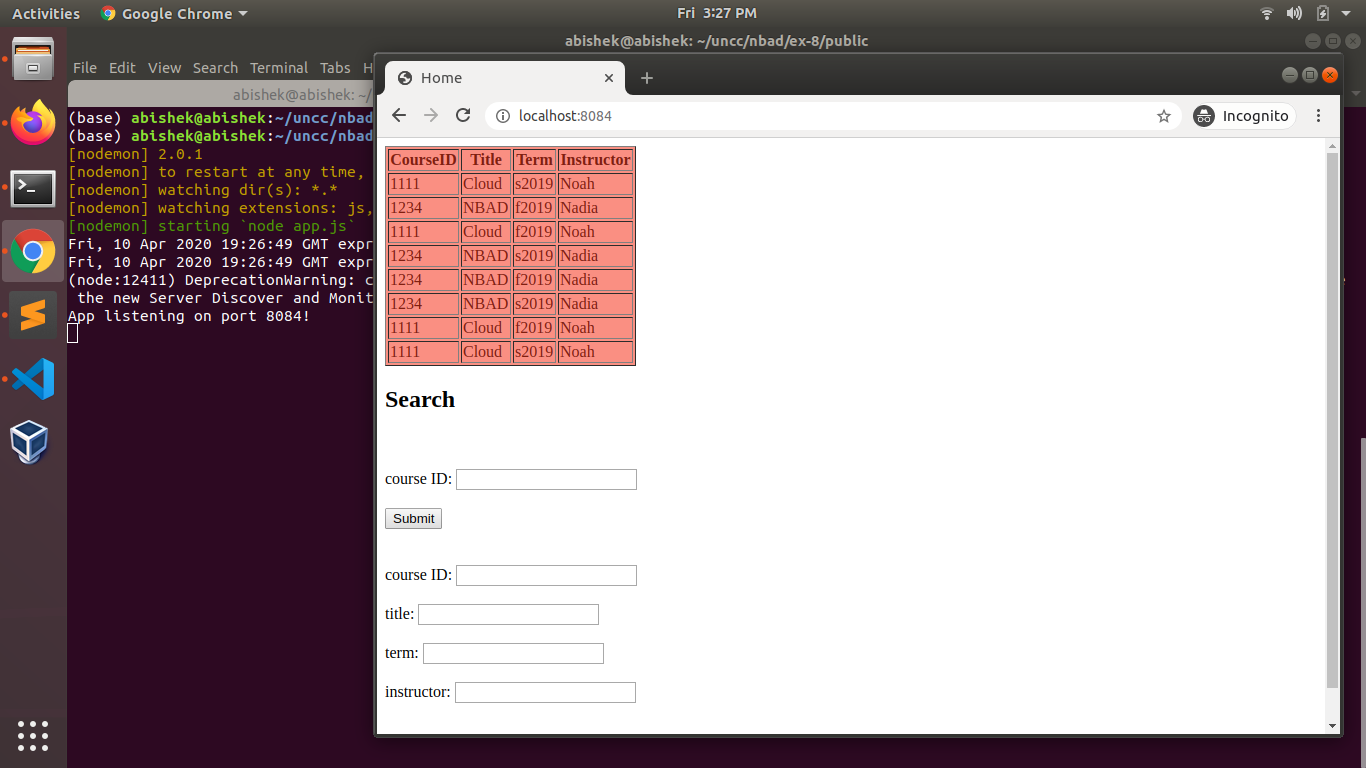 Activities Google Chrome Fri 3:27 PM
abishek@abishek: ~/uncc/nbad/ex-8/public
File Edit View Search Terminal Tabs H
abishek@abishek: ~/
(base) abishek@abishek:~/uncc/nbad
(base) abishek@abishek:~/uncc/nbad
[nodemon] 2.0.1
[nodemon] to restart at any time,
[nodemon] watching dir(s): *.*
[nodemon] watching extensions: js,
[nodemon] starting `node app.js`
Fri, 10 Apr 2020 19:26:49 GMT expr
Fri, 10 Apr 2020 19:26:49 GMT expr
(node:12411) DeprecationWarning: c
the new Server Discover and Monit
App listening on port 8084!
Home
localhost:8084 Incognito
CourseID Title Term Instructor
1111 Cloud s2019 Noah
1234 NBAD f2019 Nadia
1111 Cloud f2019 Noah
1234 NBAD s2019 Nadia
1234 NBAD f2019 Nadia
1234 NBAD s2019 Nadia
1111 Cloud f2019 Noah
1111 Cloud s2019 Noah
Search
course ID:
Submit
course ID:
title:
term:
instructor: